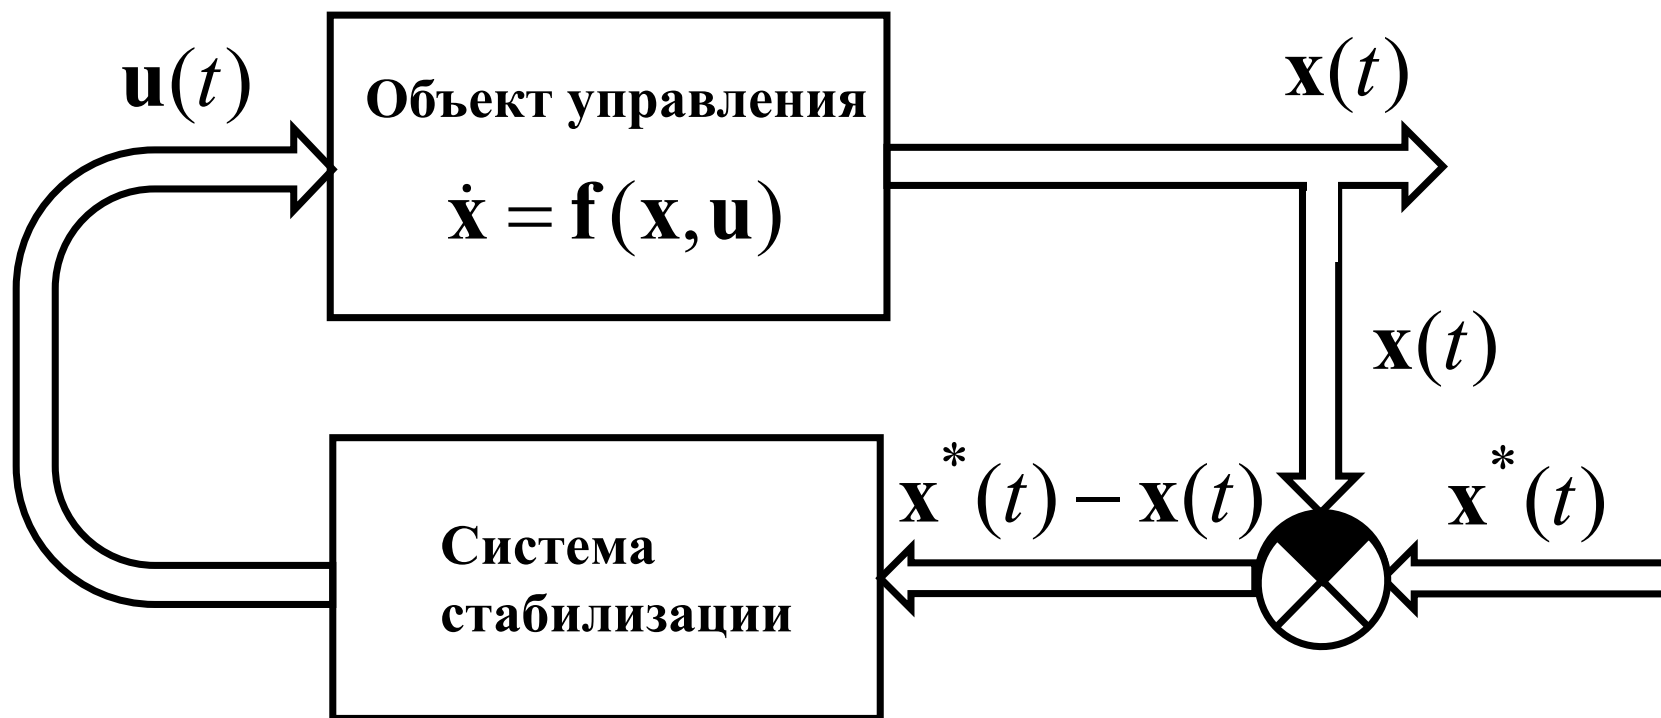 u(t)
Объект управления
ẋ = f(x, u)
x(t)
x(t)
x*(t) − x(t)
x*(t)
Система
стабилизации